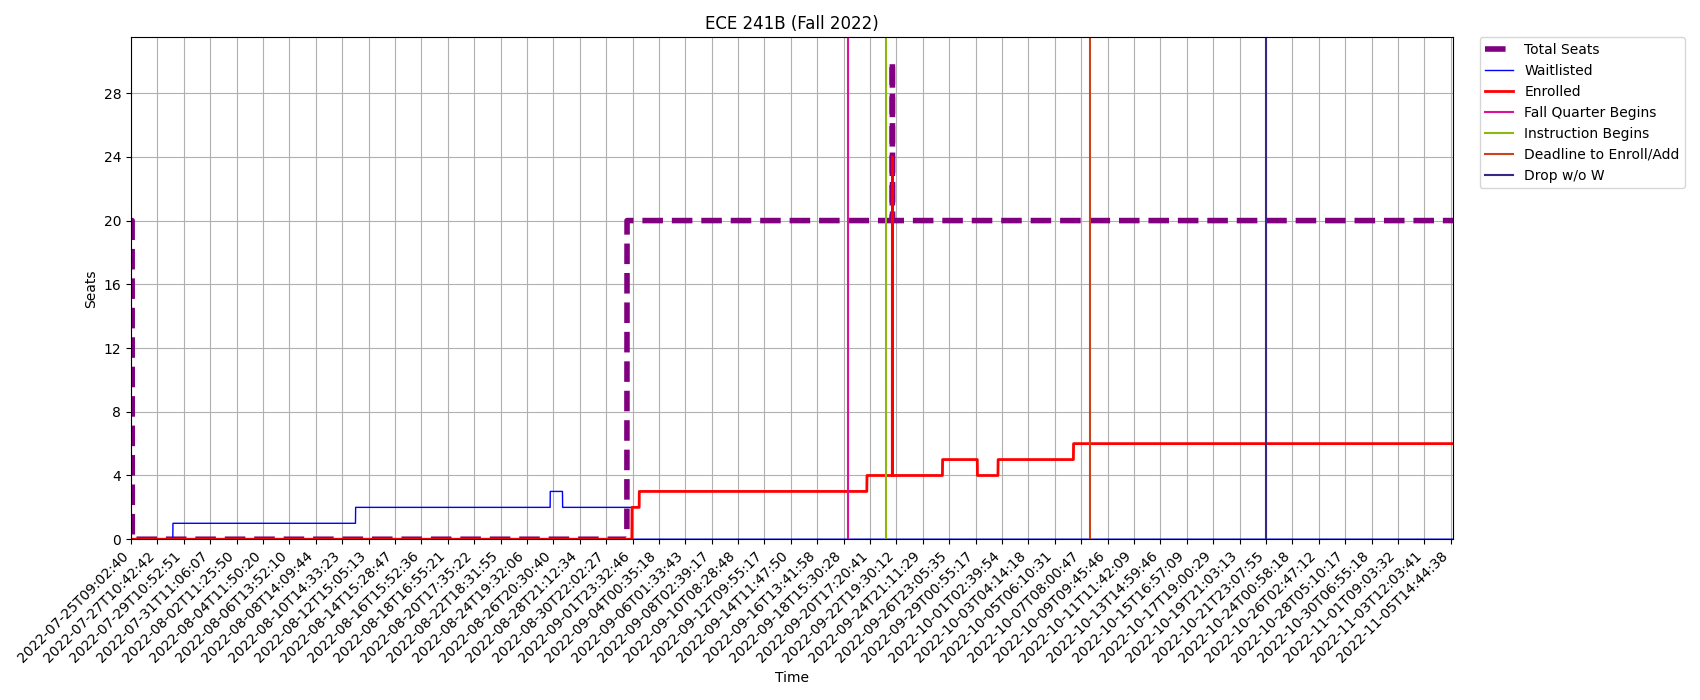 ECE 241B (Fall 2022)
Total Seats
Waitlisted
Enrolled
Fall Quarter Begins
Instruction Begins
Deadline to Enroll/Add
Drop w/o W
Seats
28
24
20
16
12
8
4
0
2022-07-25T09:02:40
2022-07-27T10:42:42
2022-07-29T10:52:51
2022-07-31T11:06:07
2022-08-02T11:25:50
2022-08-04T11:50:20
2022-08-06T13:52:10
2022-08-08T14:09:44
2022-08-10T14:33:23
2022-08-12T15:05:13
2022-08-14T15:28:47
2022-08-16T15:52:36
2022-08-18T16:55:21
2022-08-20T17:35:22
2022-08-22T18:31:55
2022-08-24T19:32:06
2022-08-26T20:30:40
2022-08-28T21:12:34
2022-08-30T22:02:27
2022-09-01T23:32:46
2022-09-04T00:35:18
2022-09-06T01:33:43
2022-09-08T02:39:17
2022-09-10T08:28:48
2022-09-12T09:55:17
2022-09-14T11:47:50
2022-09-16T13:41:58
2022-09-18T15:30:28
2022-09-20T17:20:41
2022-09-22T19:30:12
2022-09-24T21:11:29
2022-09-26T23:05:35
2022-09-29T00:55:17
2022-10-01T02:39:54
2022-10-03T04:14:18
2022-10-05T06:10:31
2022-10-07T08:00:47
2022-10-09T09:45:46
2022-10-11T11:42:09
2022-10-13T14:59:46
2022-10-15T16:57:09
2022-10-17T19:00:29
2022-10-19T21:03:13
2022-10-21T23:07:55
2022-10-24T00:58:18
2022-10-26T02:47:12
2022-10-28T05:10:17
2022-10-30T06:55:18
2022-11-01T09:03:32
2022-11-03T12:03:41
2022-11-05T14:44:38
Time